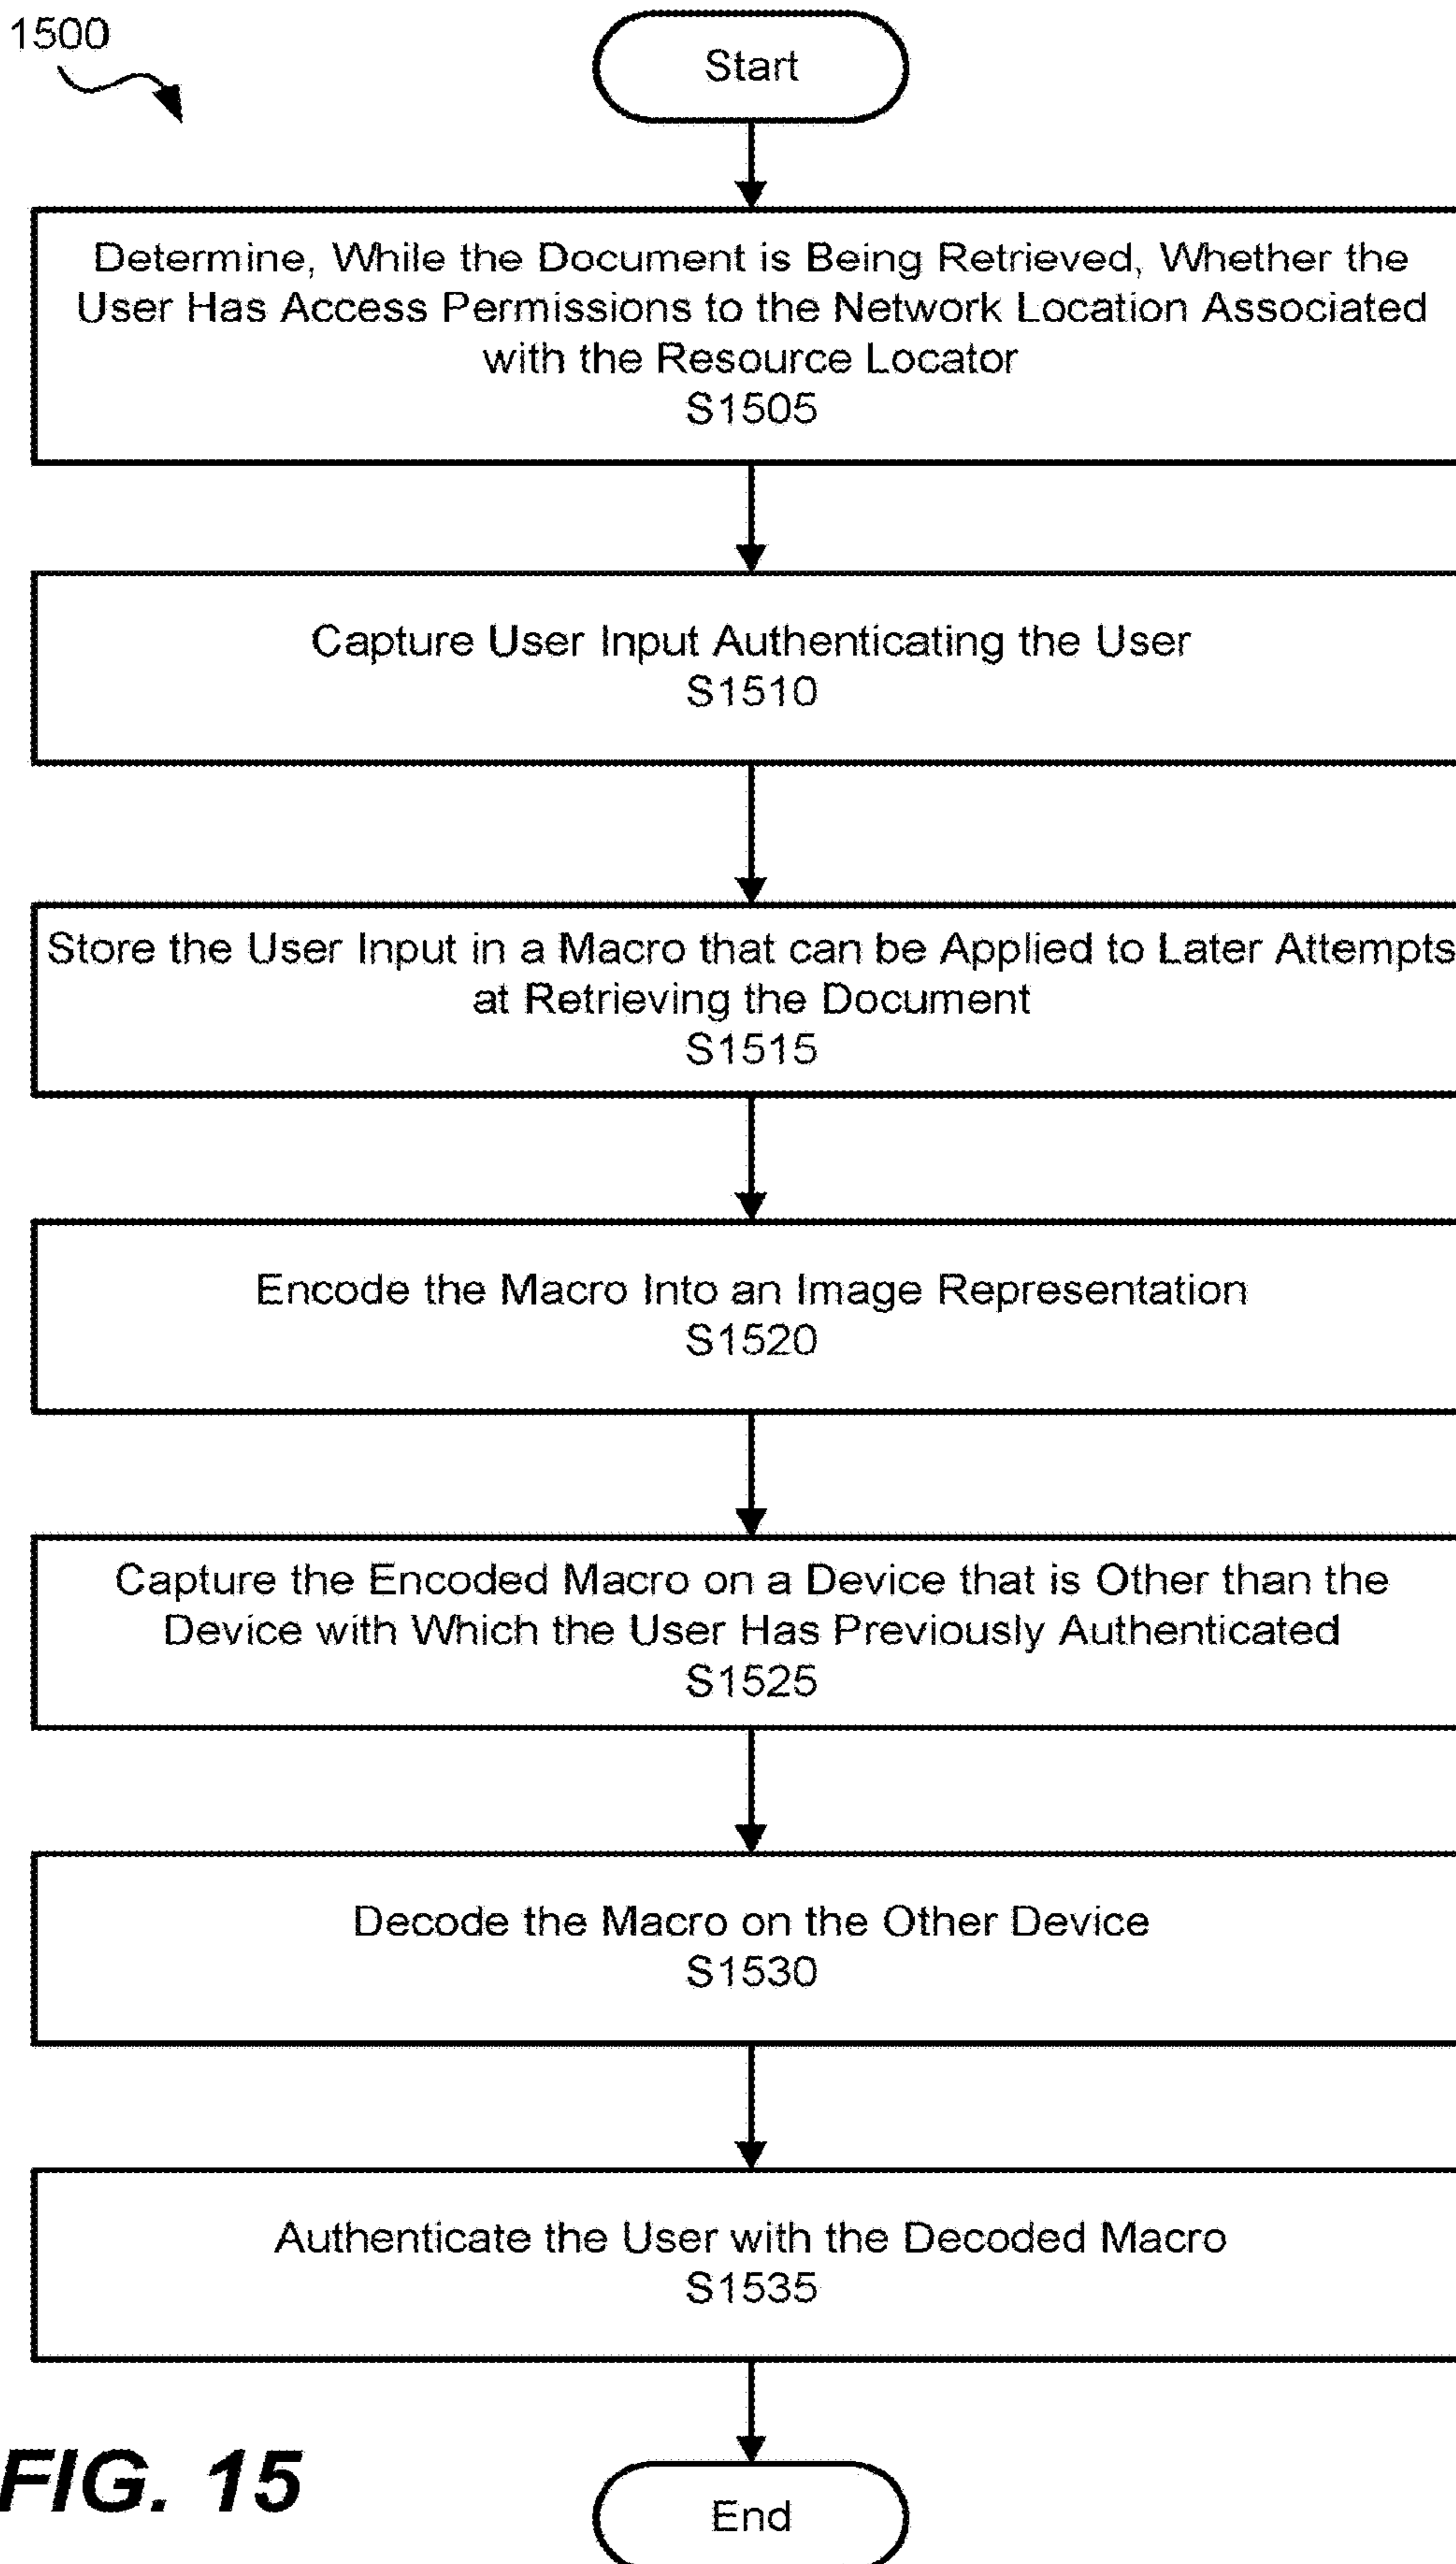 1500
Start
Determine, While the Document is Being Retrieved, Whether the
User Has Access Permissions to the Network Location Associated
with the Resource Locator
S1505
Capture User Input Authenticating the User
S1510
Store the User Input in a Macro that can be Applied to Later Attempts
at Retrieving the Document
S1515
Encode the Macro Into an Image Representation
S1520
Capture the Encoded Macro on a Device that is Other than the
Device with Which the User Has Previously Authenticated
S1525
Decode the Macro on the Other Device
S1530
Authenticate the User with the Decoded Macro
S1535
FIG. 15
End